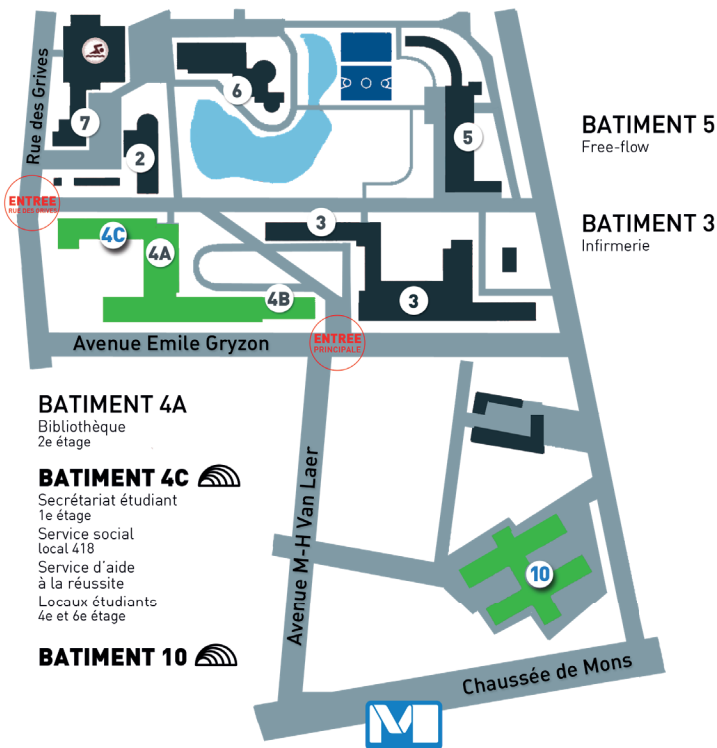 Rue des Grives
7
2
6
5
BATIMENT 5
Free-flow
ENTREE
RUE DES GRIVES
4C
4A
3
BATIMENT 3
Infirmerie
4B
3
Avenue Emile Gryzon
ENTREE
PRINCIPALE
BATIMENT 4A
Bibliothèque
2e étage
BATIMENT 4C
Secrétariat étudiant
1e étage
Service social
local 418
Service d'aide
à la réussite
Locaux étudiants
4e et 6e étage
BATIMENT 10
Avenue M-H Van Laer
10
Chaussée de Mons
M